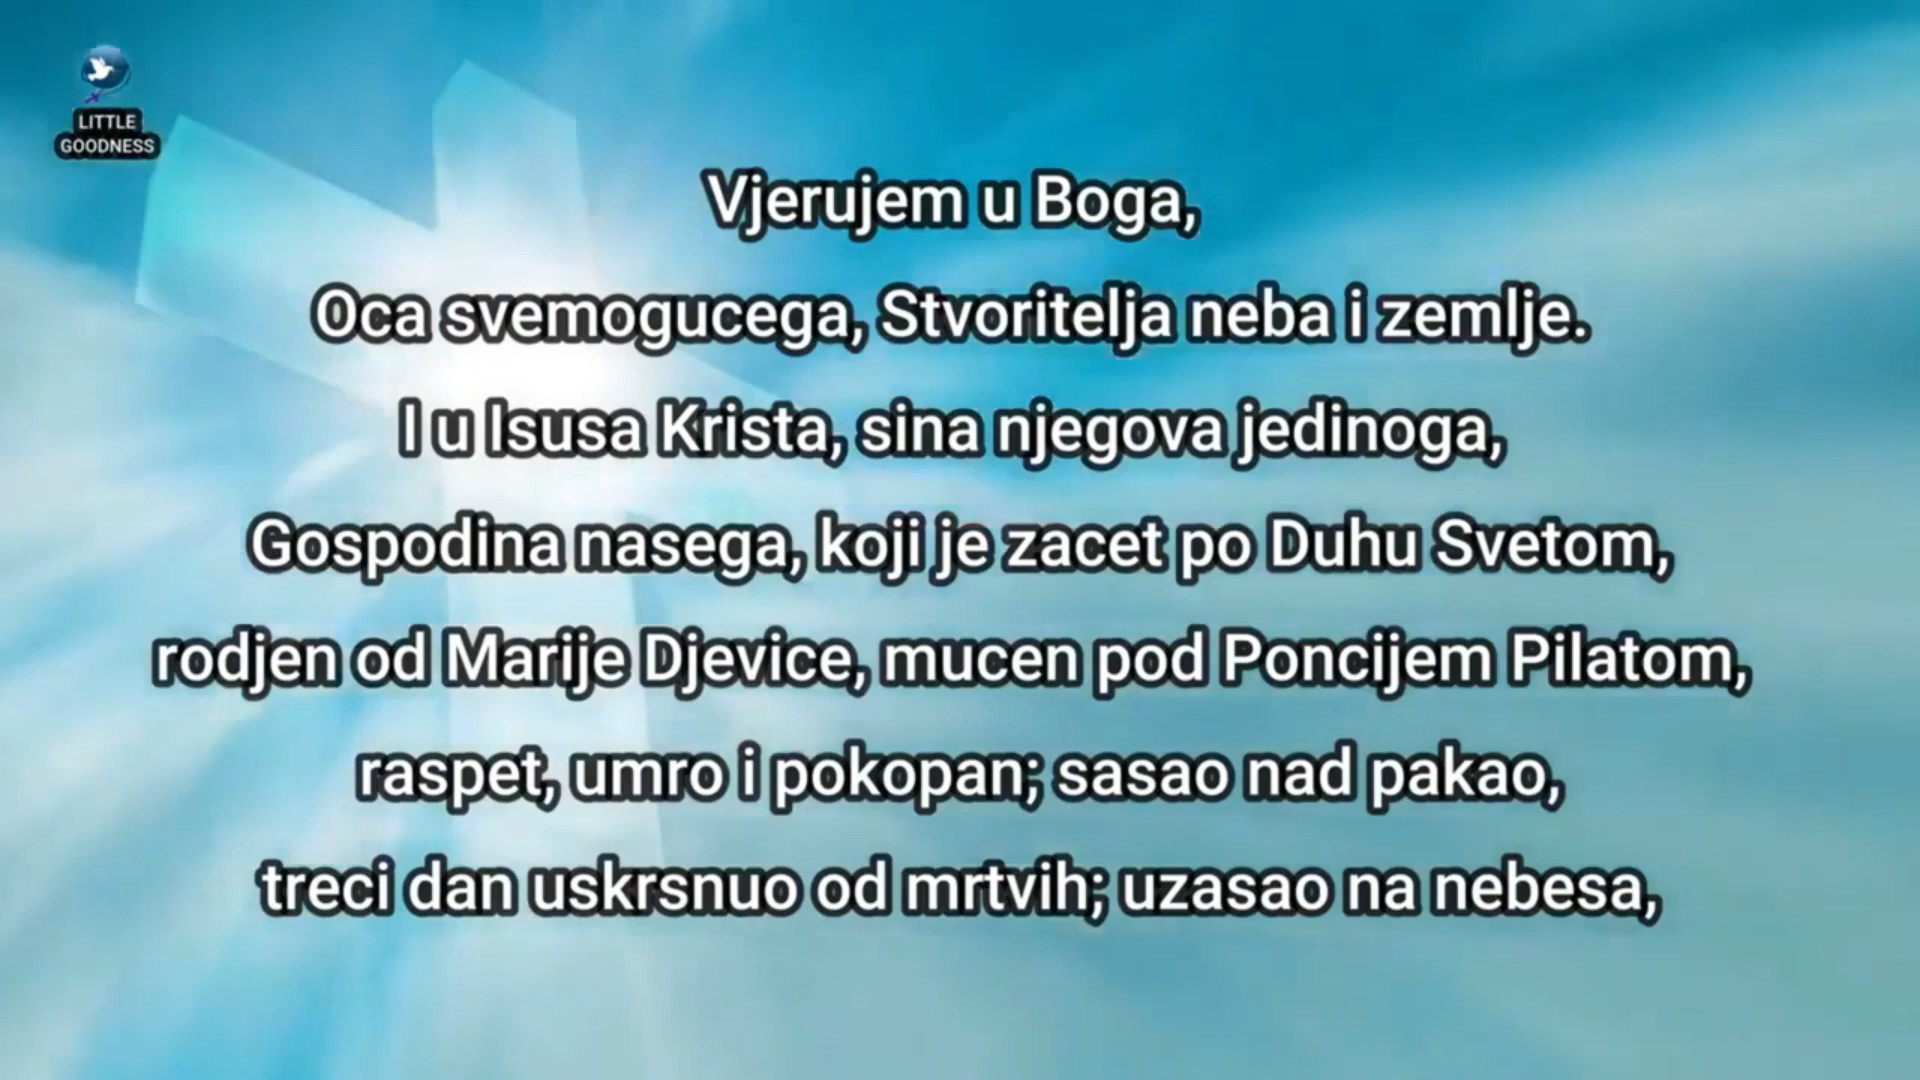 LITTLE
GOODNESS
Vjerujem u Boga,
Oca svemogucega, Stvoritelja neba i zemlje.
I u Isusa Krista, sina njegova jedinoga,
Gospodina nasega, koji je zacet po Duhu Svetom,
rodjen od Marije Djevice, mucen pod Poncijem Pilatom,
raspet, umro i pokopan; sasao nad pakao,
treci dan uskrsnuo od mrtvih; uzasao na nebesa,